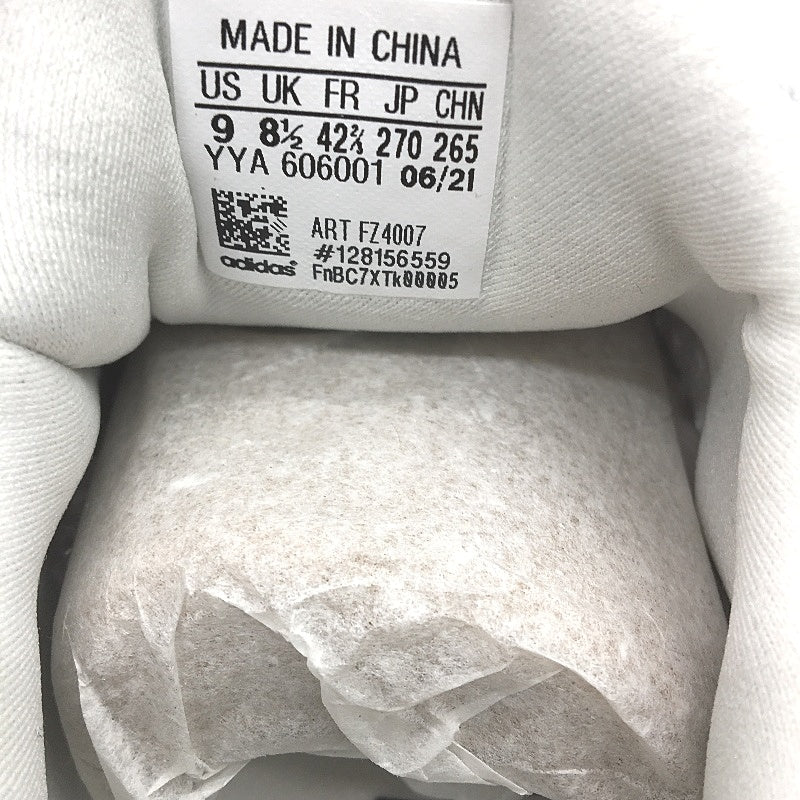 MADE IN CHINA
US UK FR JP CHN
9 8½ 42⅔ 270 265
YYA 606001 06/21
ART FZ4007
#128156559
adidas FnBC7XTk00005